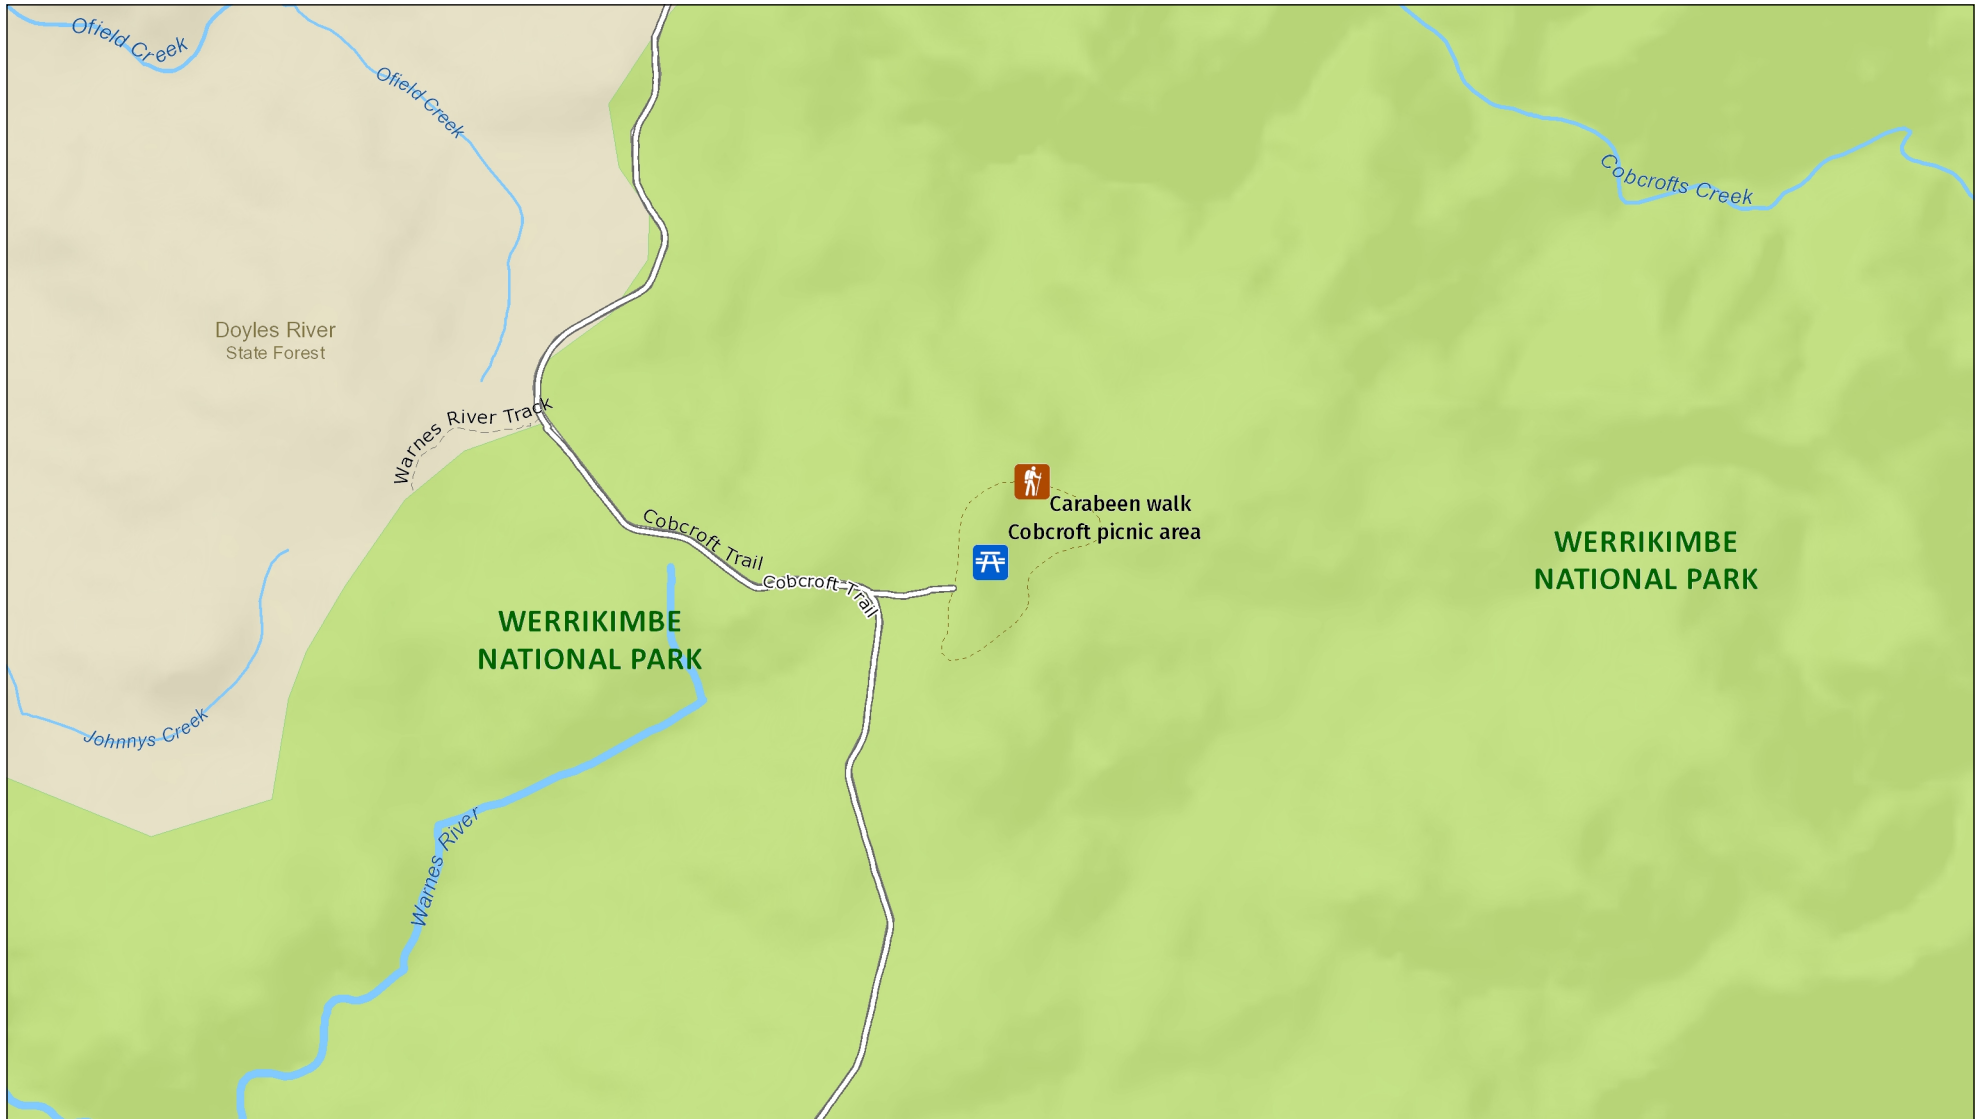 Ofield Creek
Ofield Creek
Cobcrofts Creek
Doyles River
State Forest
Warnes River Track
Carabeen walk
Cobcroft picnic area
Cobcroft Trail
Cobcroft Trail
WERRIKIMBE
NATIONAL PARK
WERRIKIMBE
NATIONAL PARK
Johnnys Creek
Warnes River